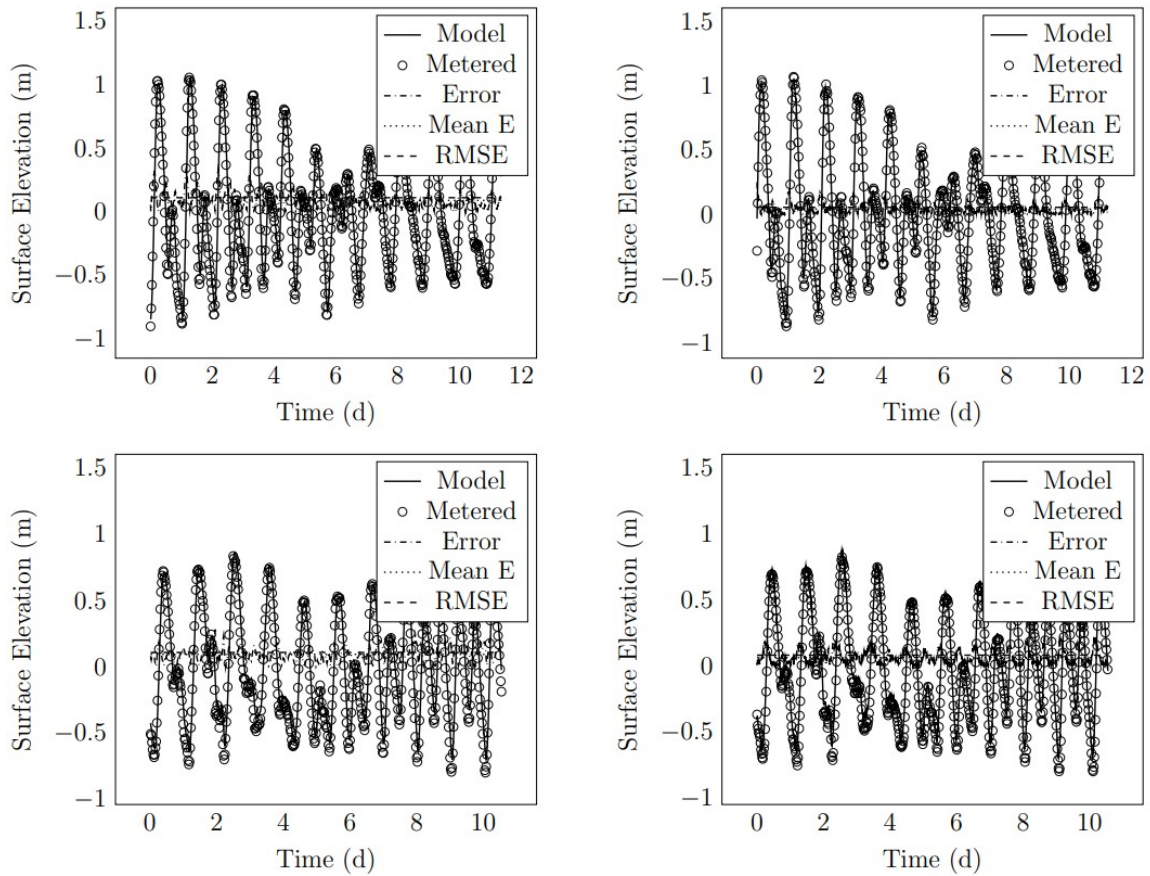 1.5
1
0.5
0
−0.5
−1
Surface Elevation (m)
0 2 4 6 8 10 12
Time (d)
Model
Metered
Error
Mean E
RMSE
1.5
1
0.5
0
−0.5
−1
Surface Elevation (m)
0 2 4 6 8 10 12
Time (d)
Model
Metered
Error
Mean E
RMSE
1.5
1
0.5
0
−0.5
−1
Surface Elevation (m)
0 2 4 6 8 10
Time (d)
Model
Metered
Error
Mean E
RMSE
1.5
1
0.5
0
−0.5
−1
Surface Elevation (m)
0 2 4 6 8 10
Time (d)
Model
Metered
Error
Mean E
RMSE